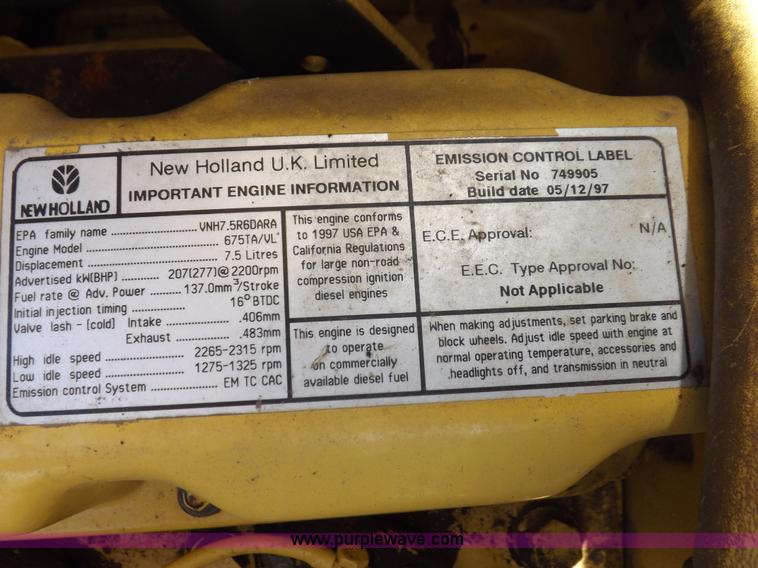 NEW HOLLAND
New Holland U.K. Limited
IMPORTANT ENGINE INFORMATION
EMISSION CONTROL LABEL
Serial No 749905
Build date 05/12/97
EPA family name VNH7.5R6DARA
Engine Model 675TA/VL
Displacement 7.5 Litres
Advertised kW(BHP) 207(277)@ 2200rpm
Fuel rate @ Adv. Power 137.0mm³/Stroke
Initial injection timing 16° BTDC
Valve lash - (cold) Intake .406mm
Exhaust .483mm
High idle speed 2265-2315 rpm
Low idle speed 1275-1325 rpm
Emission control System EM TC CAC
This engine conforms
to 1997 USA EPA &
California Regulations
for large non-road
compression ignition
diesel engines
This engine is designed
to operate
on commercially
available diesel fuel
E.C.E. Approval: N/A
E.E.C. Type Approval No:
Not Applicable
When making adjustments, set parking brake and
block wheels. Adjust idle speed with engine at
normal operating temperature, accessories and
headlights off, and transmission in neutral
www.purplewave.com